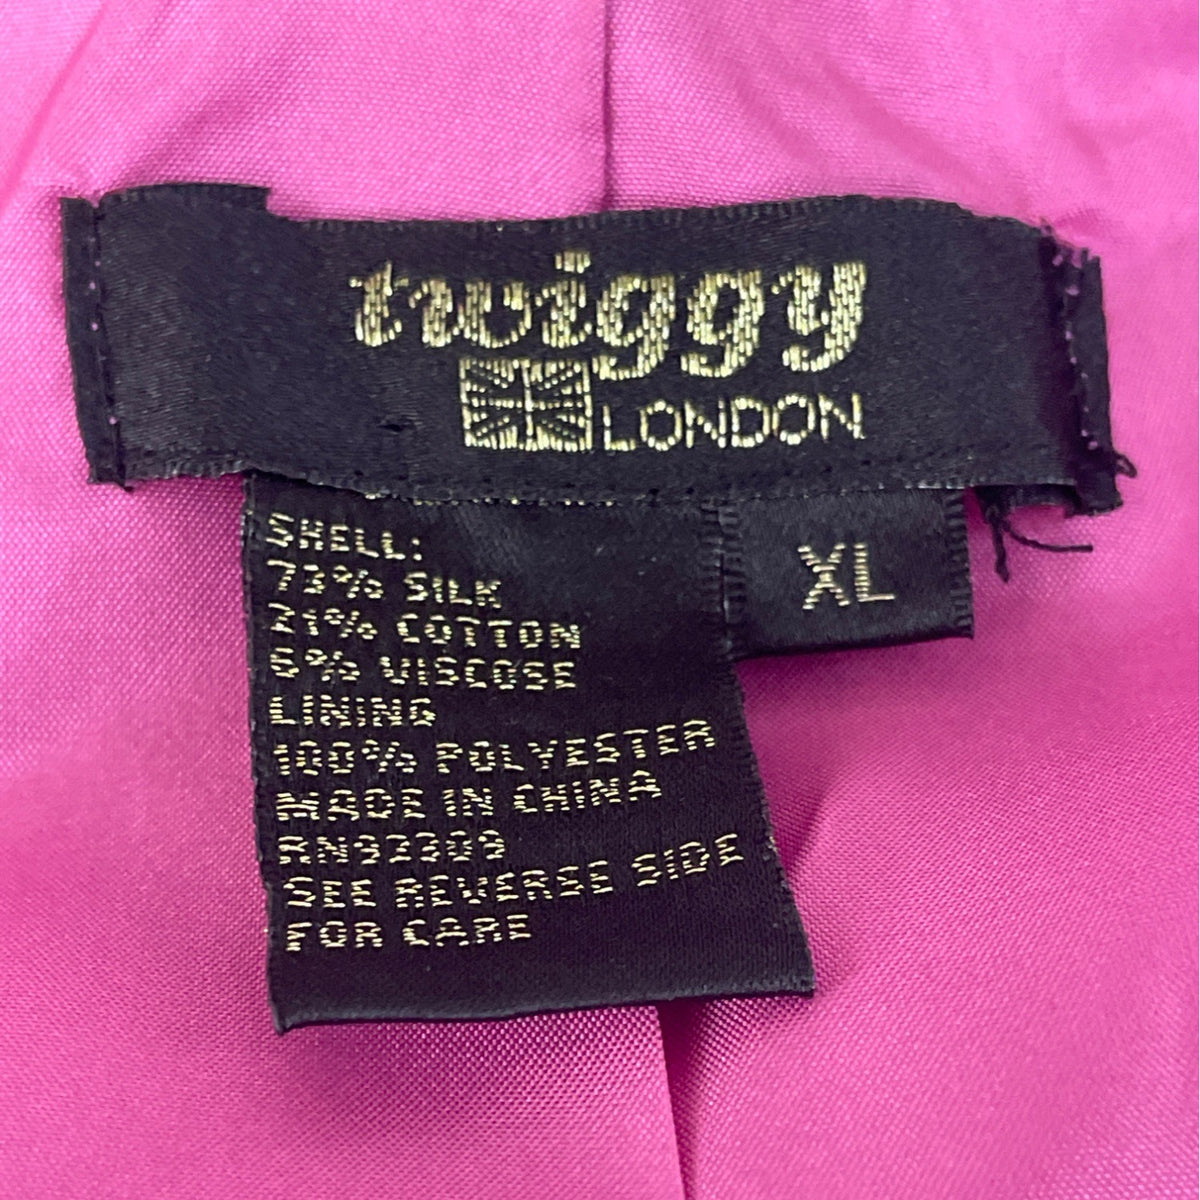 twiggy
LONDON
XL
SHELL:
73% SILK
21% COTTON
6% VISCOSE
LINING
100% POLYESTER
MADE IN CHINA
RN92309
SEE REVERSE SIDE
FOR CARE